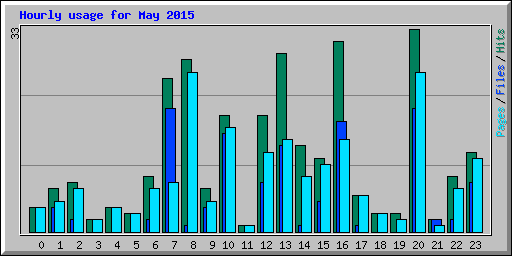 Hourly usage for May 2015
33
Pages / Files / Hits
0 1 2 3 4 5 6 7 8 9 10 11 12 13 14 15 16 17 18 19 20 21 22 23